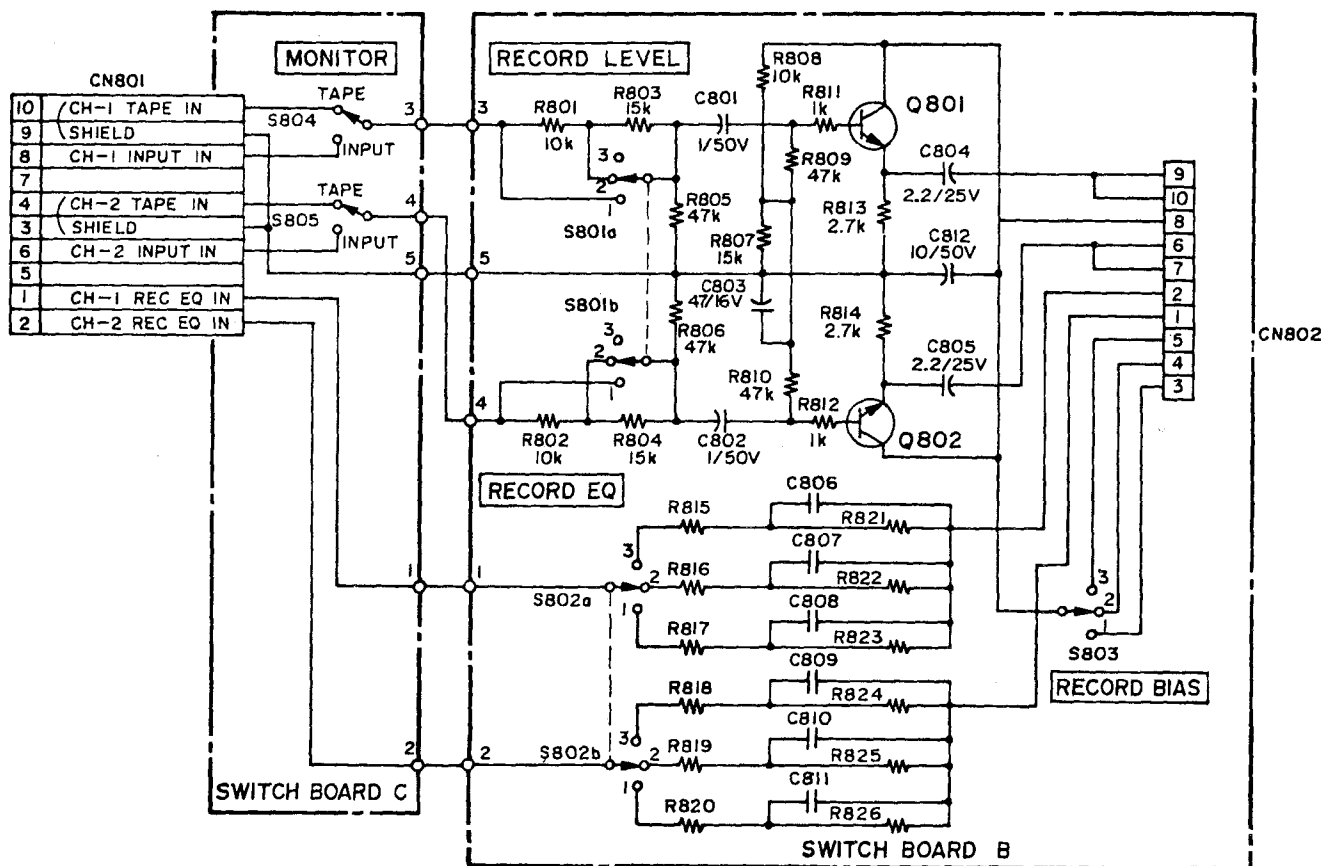 CN801
10 CH-1 TAPE IN
9 SHIELD
8 CH-1 INPUT IN
7
4 CH-2 TAPE IN
3 SHIELD
6 CH-2 INPUT IN
5
1 CH-1 REC EQ IN
2 CH-2 REC EQ IN
MONITOR
TAPE
S804
INPUT
TAPE
S805
INPUT
3
4
5
1
2
SWITCH BOARD C
RECORD LEVEL
3
R801
10k
R803
15k
C801
1/50V
R808
10k
R811
1k
Q801
3
2
1
S801a
R805
47k
R809
47k
R807
15k
R813
2.7k
C804
2.2/25V
C812
10/50V
5
S801b
3
2
1
R806
47k
C803
47/16V
R814
2.7k
R810
47k
C805
2.2/25V
4
R802
10k
R804
15k
C802
1/50V
R812
1k
Q802
9
10
8
6
7
2
1
5
4
3
CN802
RECORD EQ
R815
C806
R821
3
1
S802a
2
R816
C807
R822
1
R817
C808
R823
R818
C809
R824
3
2
S802b
2
R819
C810
R825
1
R820
C811
R826
3
2
1
S803
RECORD BIAS
SWITCH BOARD B